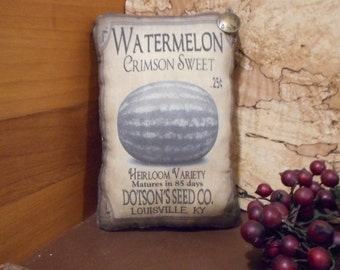 WATERMELON
CRIMSON SWEET
25¢
HEIRLOOM VARIETY
Matures in 85 days
DOTSON'S SEED CO.
LOUISVILLE, KY